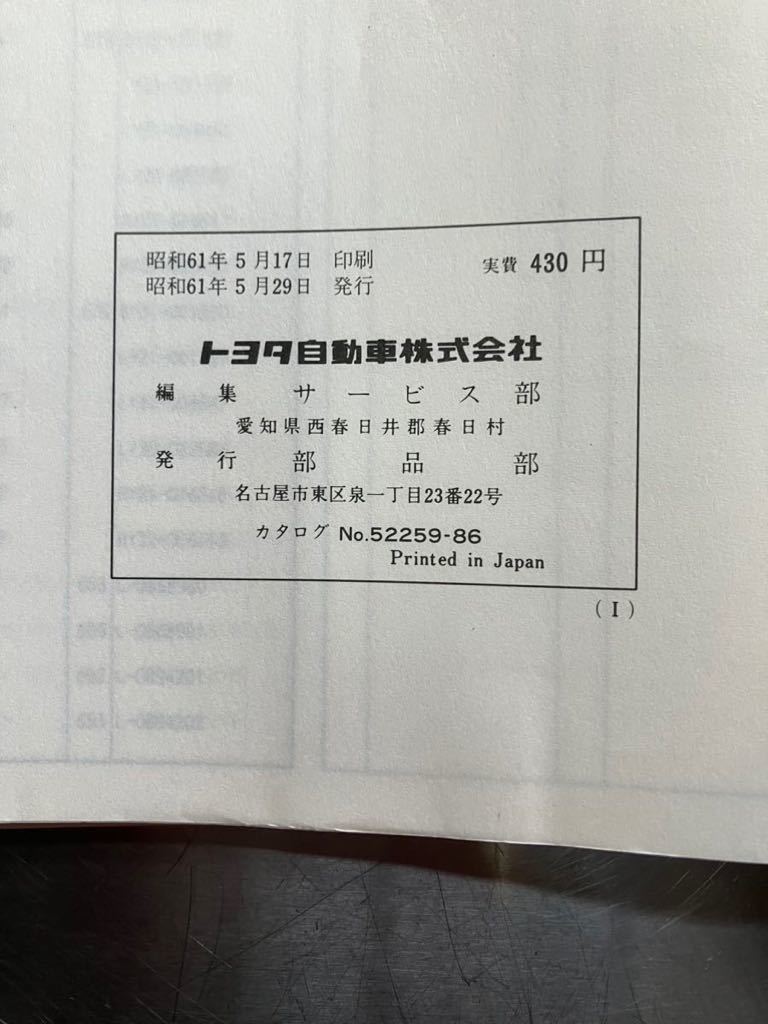 昭和61年 5 月17日 印刷 実費 430 円
昭和61年 5 月29日 発行
トヨタ自動車株式会社
編集 サービス部
愛知県西春日井郡春日村
発行 部品部
名古屋市東区泉一丁目23番22号
カタログ No.52259-86
Printed in Japan
(I)